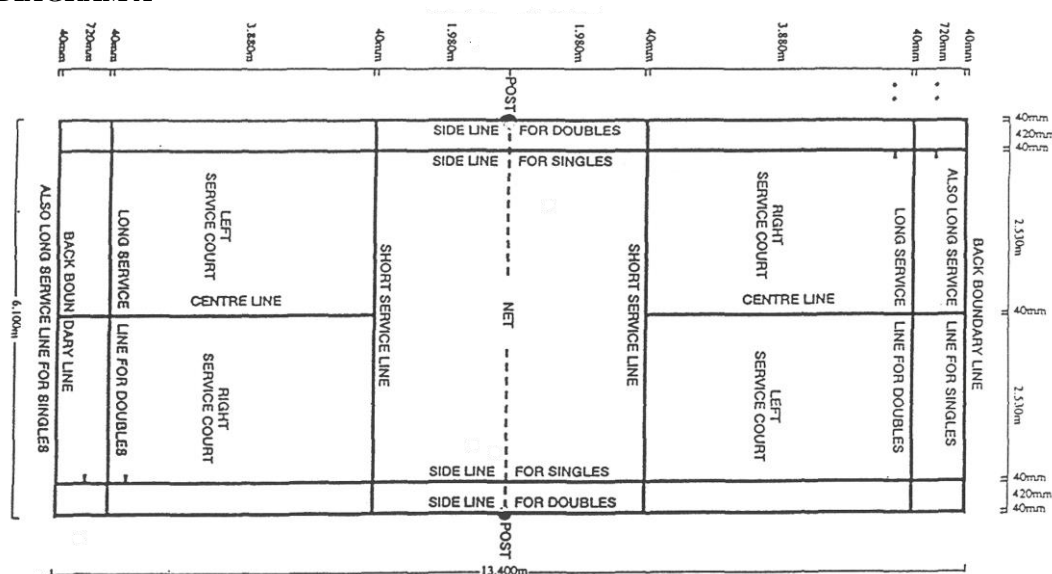 40mm
720mm
40mm
3.880m
40mm
1.980m
1.980m
40mm
3.880m
40mm
720mm
40mm
POST
SIDE LINE FOR DOUBLES
SIDE LINE FOR SINGLES
40mm
420mm
40mm
2.530m
40mm
2.530m
40mm
420mm
40mm
6.100m
ALSO LONG SERVICE LINE FOR SINGLES
BACK BOUNDARY LINE
LONG SERVICE LINE FOR DOUBLES
LEFT
SERVICE COURT
CENTRE LINE
RIGHT
SERVICE COURT
SHORT SERVICE LINE
NET
SHORT SERVICE LINE
RIGHT
SERVICE COURT
CENTRE LINE
LEFT
SERVICE COURT
LONG SERVICE LINE FOR DOUBLES
ALSO LONG SERVICE LINE FOR SINGLES
BACK BOUNDARY LINE
SIDE LINE FOR SINGLES
SIDE LINE FOR DOUBLES
POST
13.400m